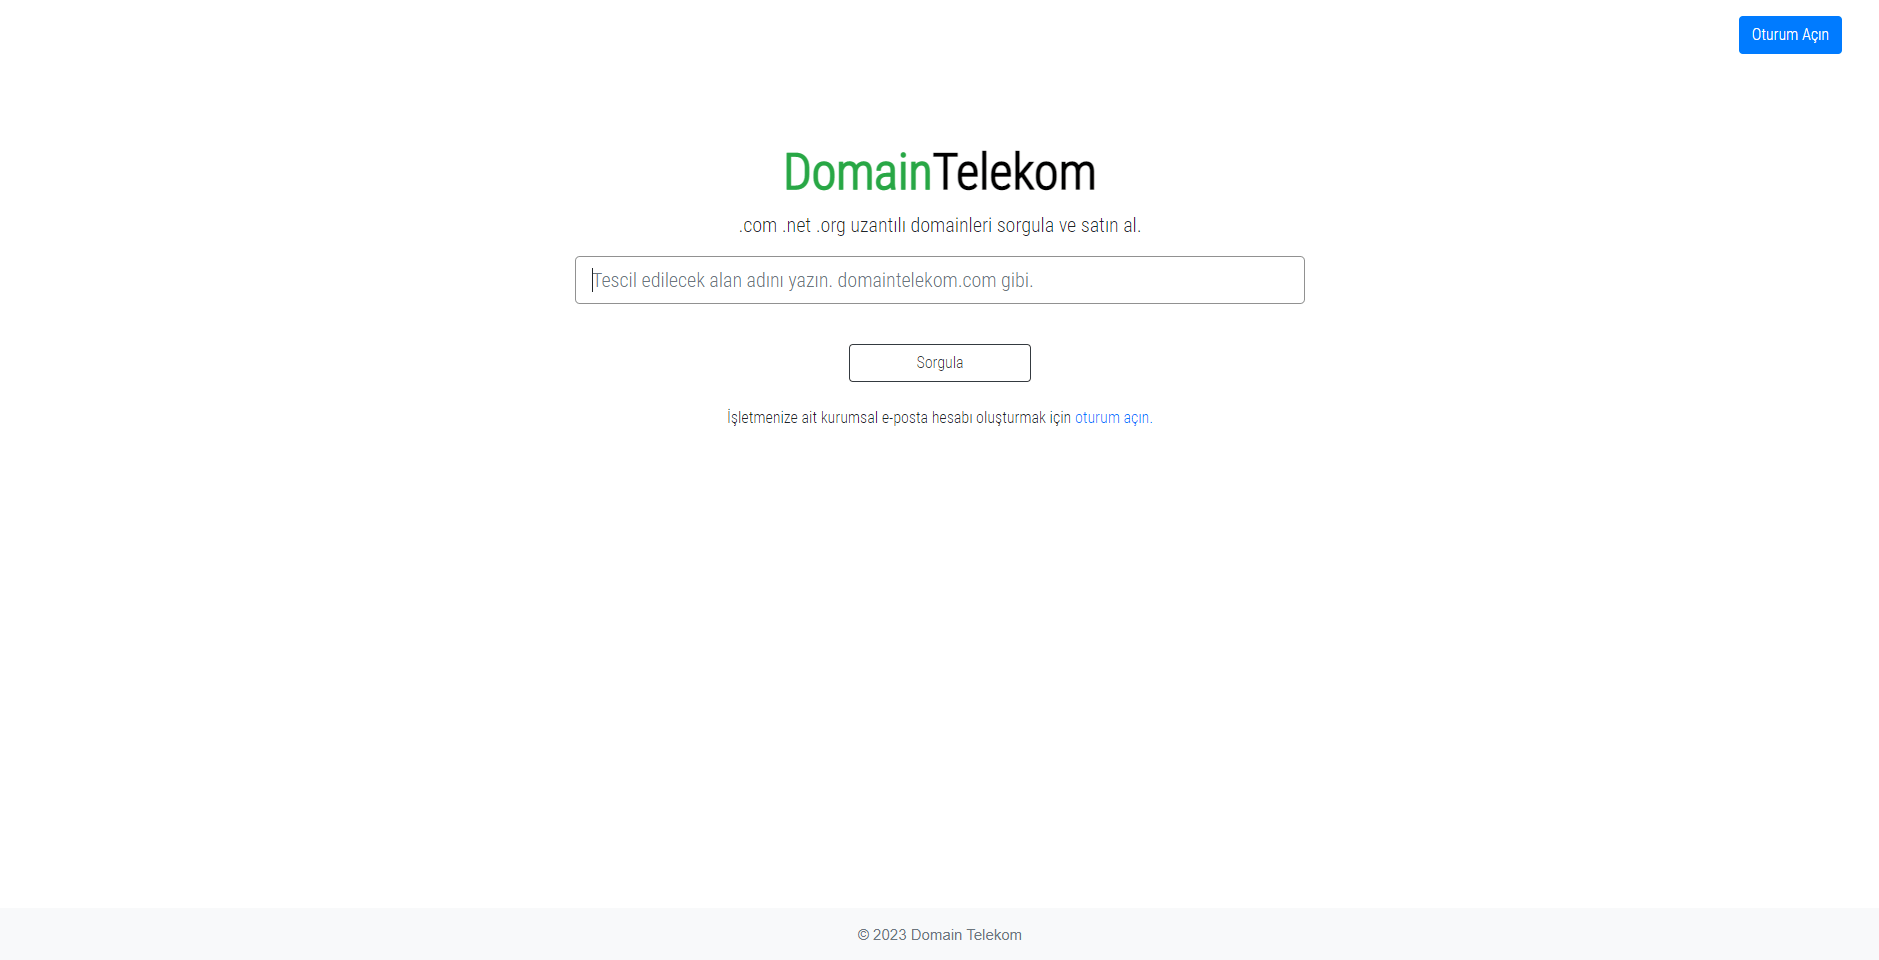 Oturum Açın
DomainTelekom
.com .net .org uzantılı domainleri sorgula ve satın al.
Tescil edilecek alan adını yazın. domaintelekom.com gibi.
Sorgula
İşletmenize ait kurumsal e-posta hesabı oluşturmak için oturum açın.
© 2023 Domain Telekom